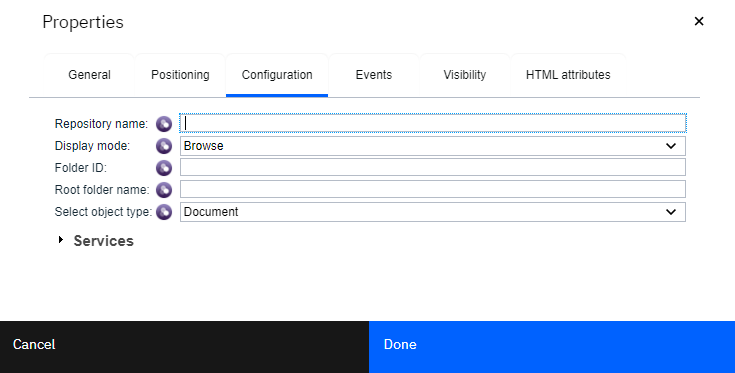 Properties
General Positioning Configuration Events Visibility HTML attributes
Repository name:
Display mode: Browse
Folder ID:
Root folder name:
Select object type: Document
Services
Cancel Done